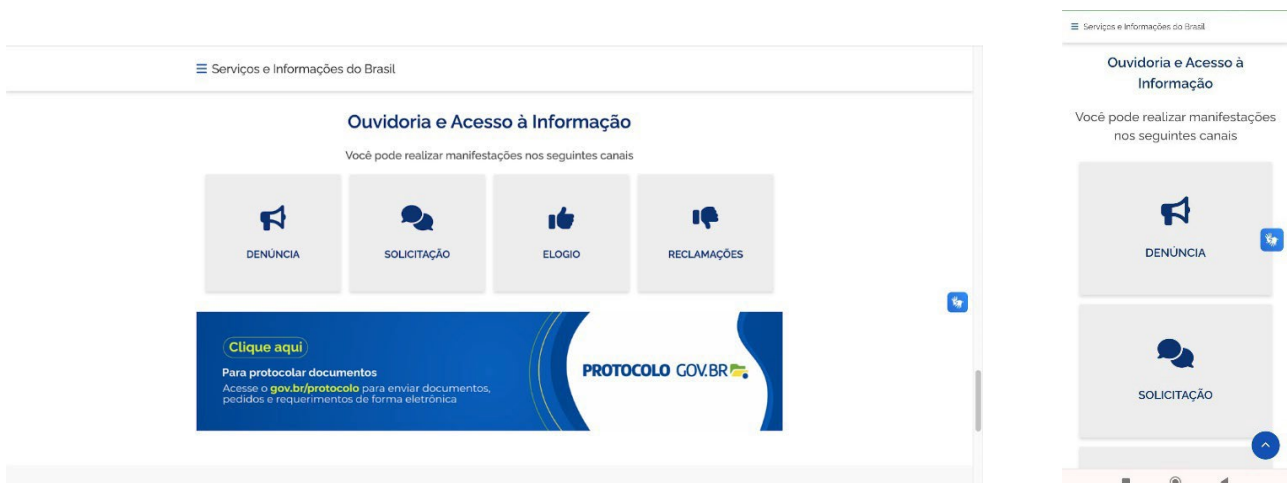 Serviços e Informações do Brasil
Ouvidoria e Acesso à Informação
Você pode realizar manifestações nos seguintes canais
DENÚNCIA
SOLICITAÇÃO
ELOGIO
RECLAMAÇÕES
Clique aqui
Para protocolar documentos
Acesse o gov.br/protocolo para enviar documentos,
pedidos e requerimentos de forma eletrônica
PROTOCOLO GOV.BR
Serviços e Informações do Brasil
Ouvidoria e Acesso à
Informação
Você pode realizar manifestações
nos seguintes canais
DENÚNCIA
SOLICITAÇÃO